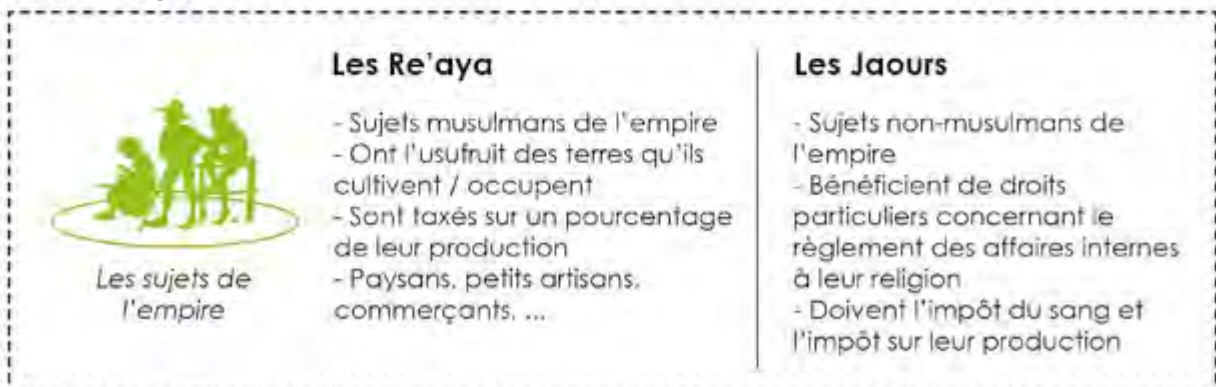 Les sujets de
l'empire
Les Re'aya
- Sujets musulmans de l'empire
- Ont l'usufruit des terres qu'ils
cultivent / occupent
- Sont taxés sur un pourcentage
de leur production
- Paysans, petits artisans,
commerçants, ...
Les Jaours
- Sujets non-musulmans de
l'empire
- Bénéficient de droits
particuliers concernant le
règlement des affaires internes
à leur religion
- Doivent l'impôt du sang et
l'impôt sur leur production